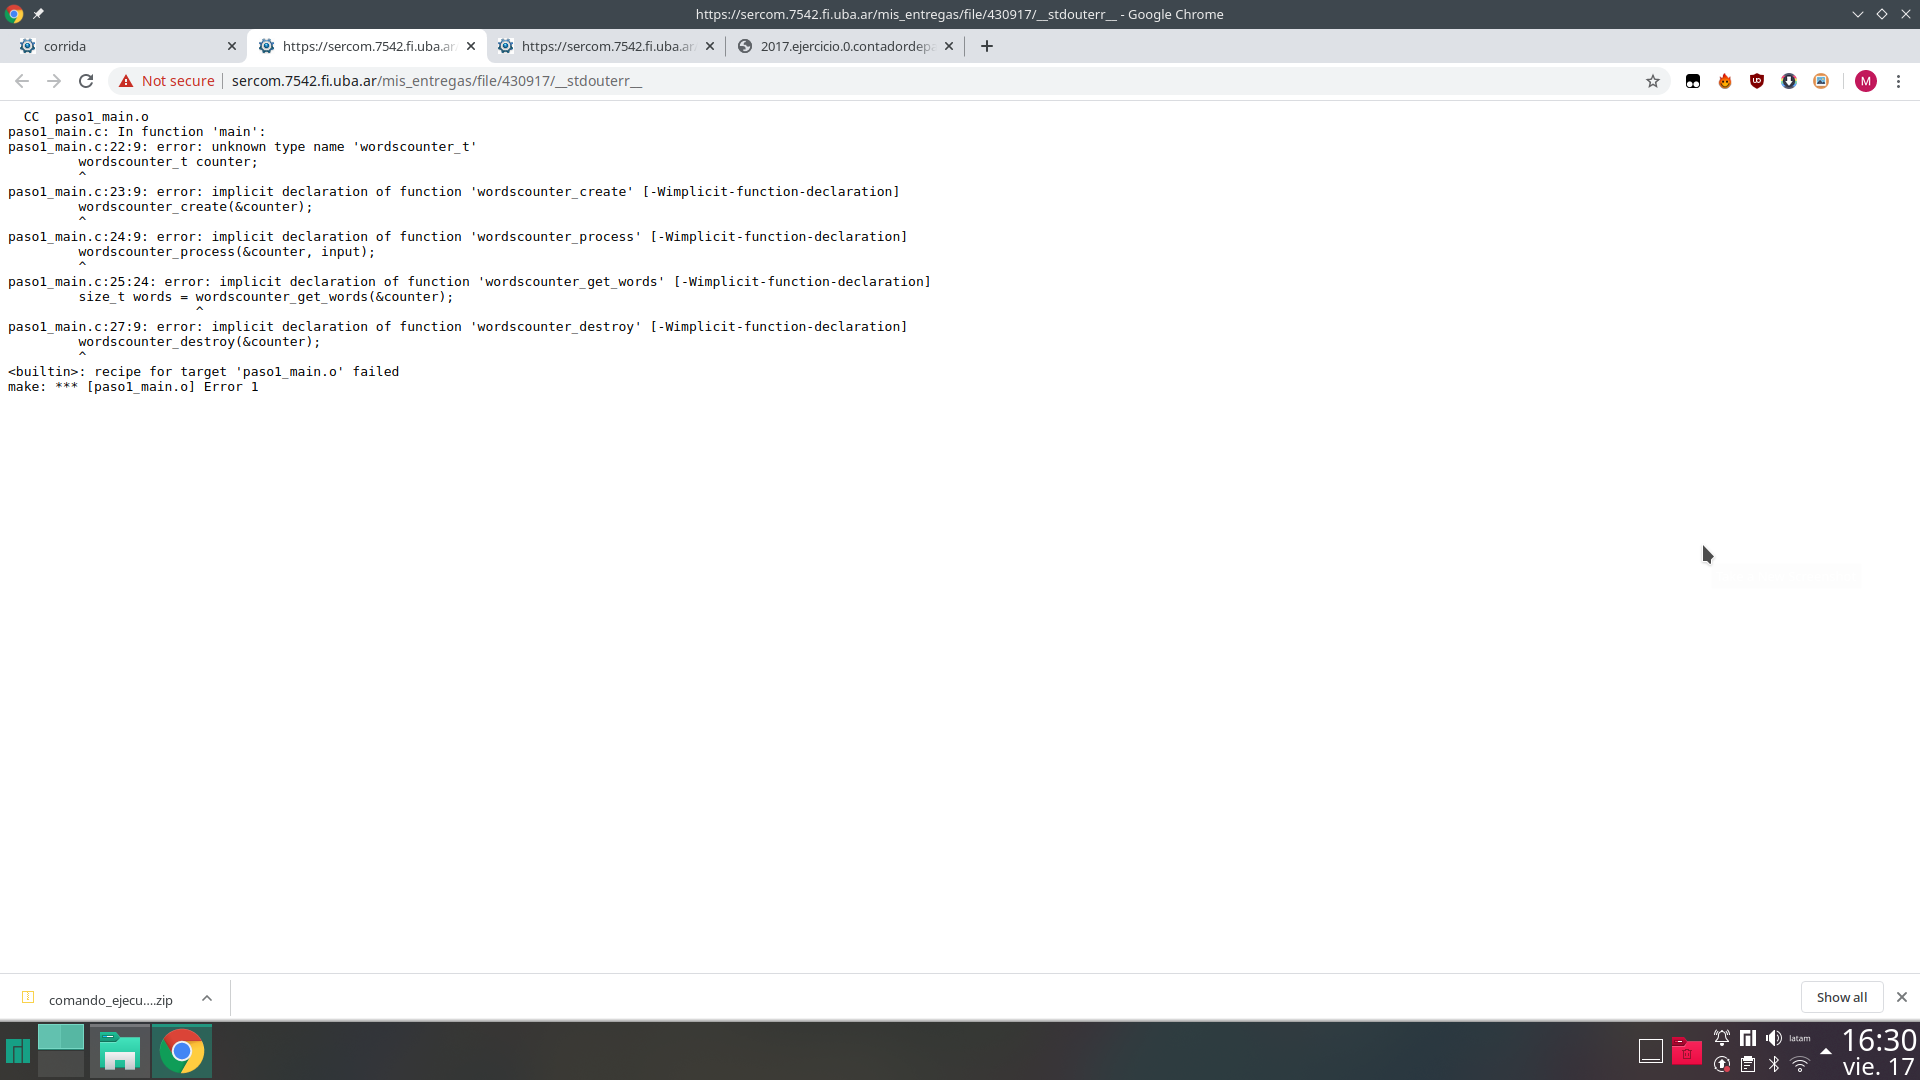 https://sercom.7542.fi.uba.ar/mis_entregas/file/430917/__stdouterr__ - Google Chrome
corrida
https://sercom.7542.fi.uba.ar
https://sercom.7542.fi.uba.ar
2017.ejercicio.0.contadordepa
Not secure
sercom.7542.fi.uba.ar/mis_entregas/file/430917/__stdouterr__
M
CC  paso1_main.o
paso1_main.c: In function 'main':
paso1_main.c:22:9: error: unknown type name 'wordscounter_t'
wordscounter_t counter;
^
paso1_main.c:23:9: error: implicit declaration of function 'wordscounter_create' [-Wimplicit-function-declaration]
wordscounter_create(&counter);
^
paso1_main.c:24:9: error: implicit declaration of function 'wordscounter_process' [-Wimplicit-function-declaration]
wordscounter_process(&counter, input);
^
paso1_main.c:25:24: error: implicit declaration of function 'wordscounter_get_words' [-Wimplicit-function-declaration]
size_t words = wordscounter_get_words(&counter);
^
paso1_main.c:27:9: error: implicit declaration of function 'wordscounter_destroy' [-Wimplicit-function-declaration]
wordscounter_destroy(&counter);
^
<builtin>: recipe for target 'paso1_main.o' failed
make: *** [paso1_main.o] Error 1
comando_ejecu....zip
Show all
latam
16:30
vie. 17